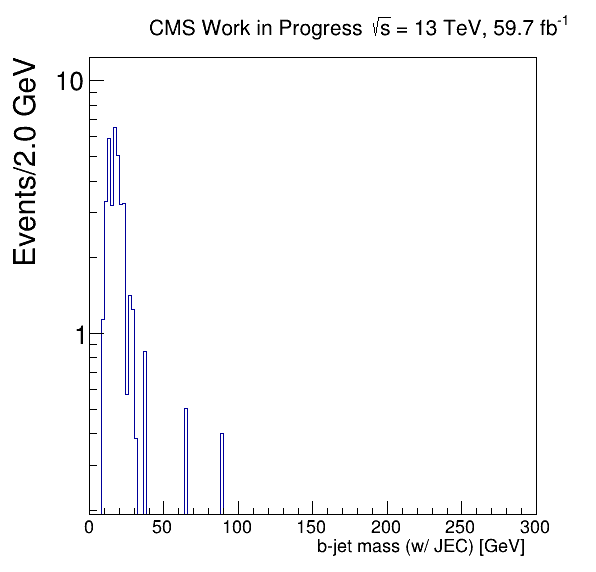 CMS Work in Progress √s = 13 TeV, 59.7 fb⁻¹
Events/2.0 GeV
10
1
0 50 100 150 200 250 300
b-jet mass (w/ JEC) [GeV]